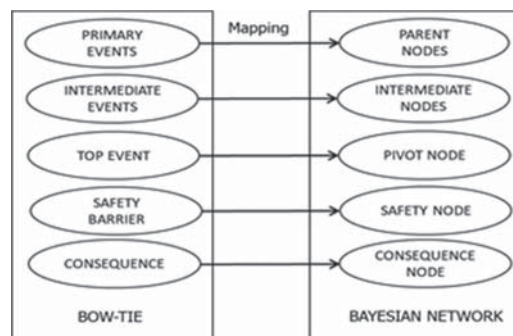 Mapping
PRIMARY
EVENTS
PARENT
NODES
INTERMEDIATE
EVENTS
INTERMEDIATE
NODES
TOP EVENT
PIVOT NODE
SAFETY
BARRIER
SAFETY NODE
CONSEQUENCE
CONSEQUENCE
NODE
BOW-TIE
BAYESIAN NETWORK